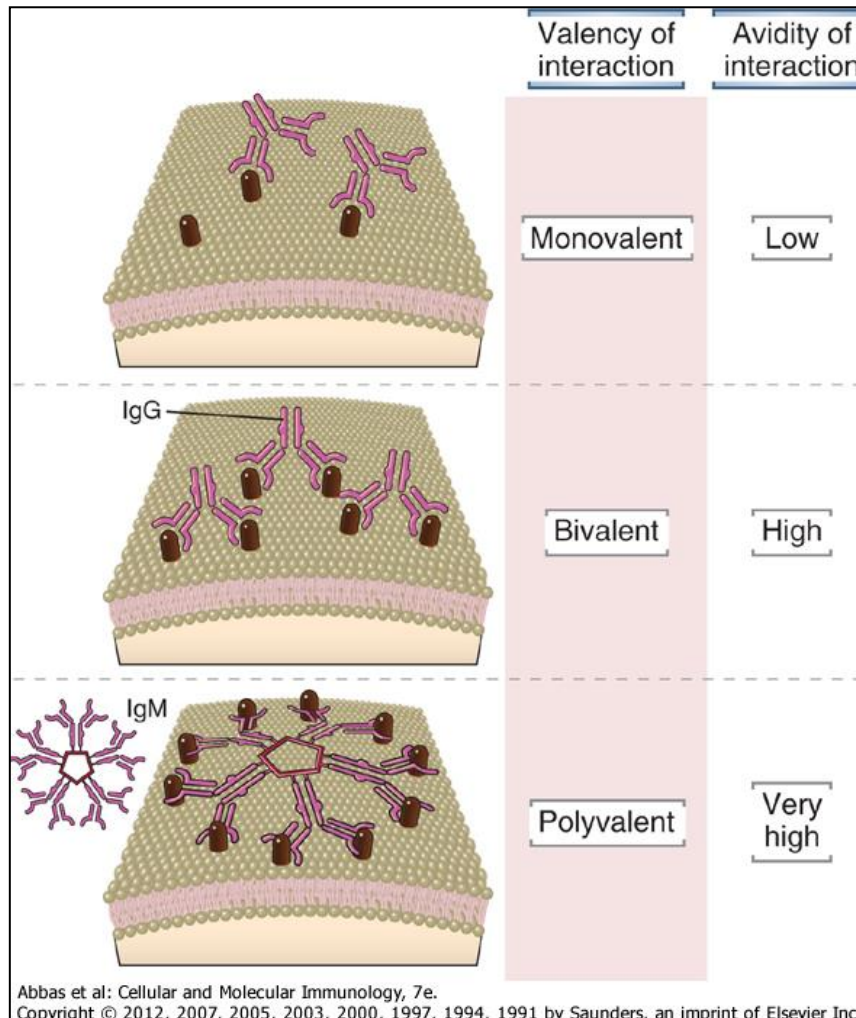 Valency of
interaction
Avidity of
interaction
Monovalent
Low
IgG
Bivalent
High
IgM
Polyvalent
Very
high
Abbas et al: Cellular and Molecular Immunology, 7e.
Copyright © 2012, 2007, 2005, 2003, 2000, 1997, 1994, 1991 by Saunders, an imprint of Elsevier Inc